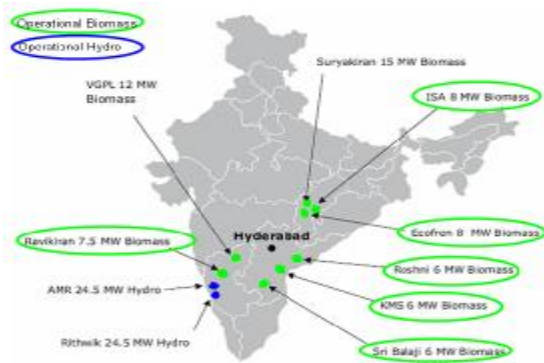 Operational Biomass
Operational Hydro
Suryakiran 15 MW Biomass
VGPL 12 MW
Biomass
ISA 8 MW Biomass
Hyderabad
Ecofren 8 MW Biomass
Ravikiran 7.5 MW Biomass
Roshni 6 MW Biomass
AMR 24.5 MW Hydro
KMS 6 MW Biomass
Rithwik 24.5 MW Hydro
Sri Balaji 6 MW Biomass